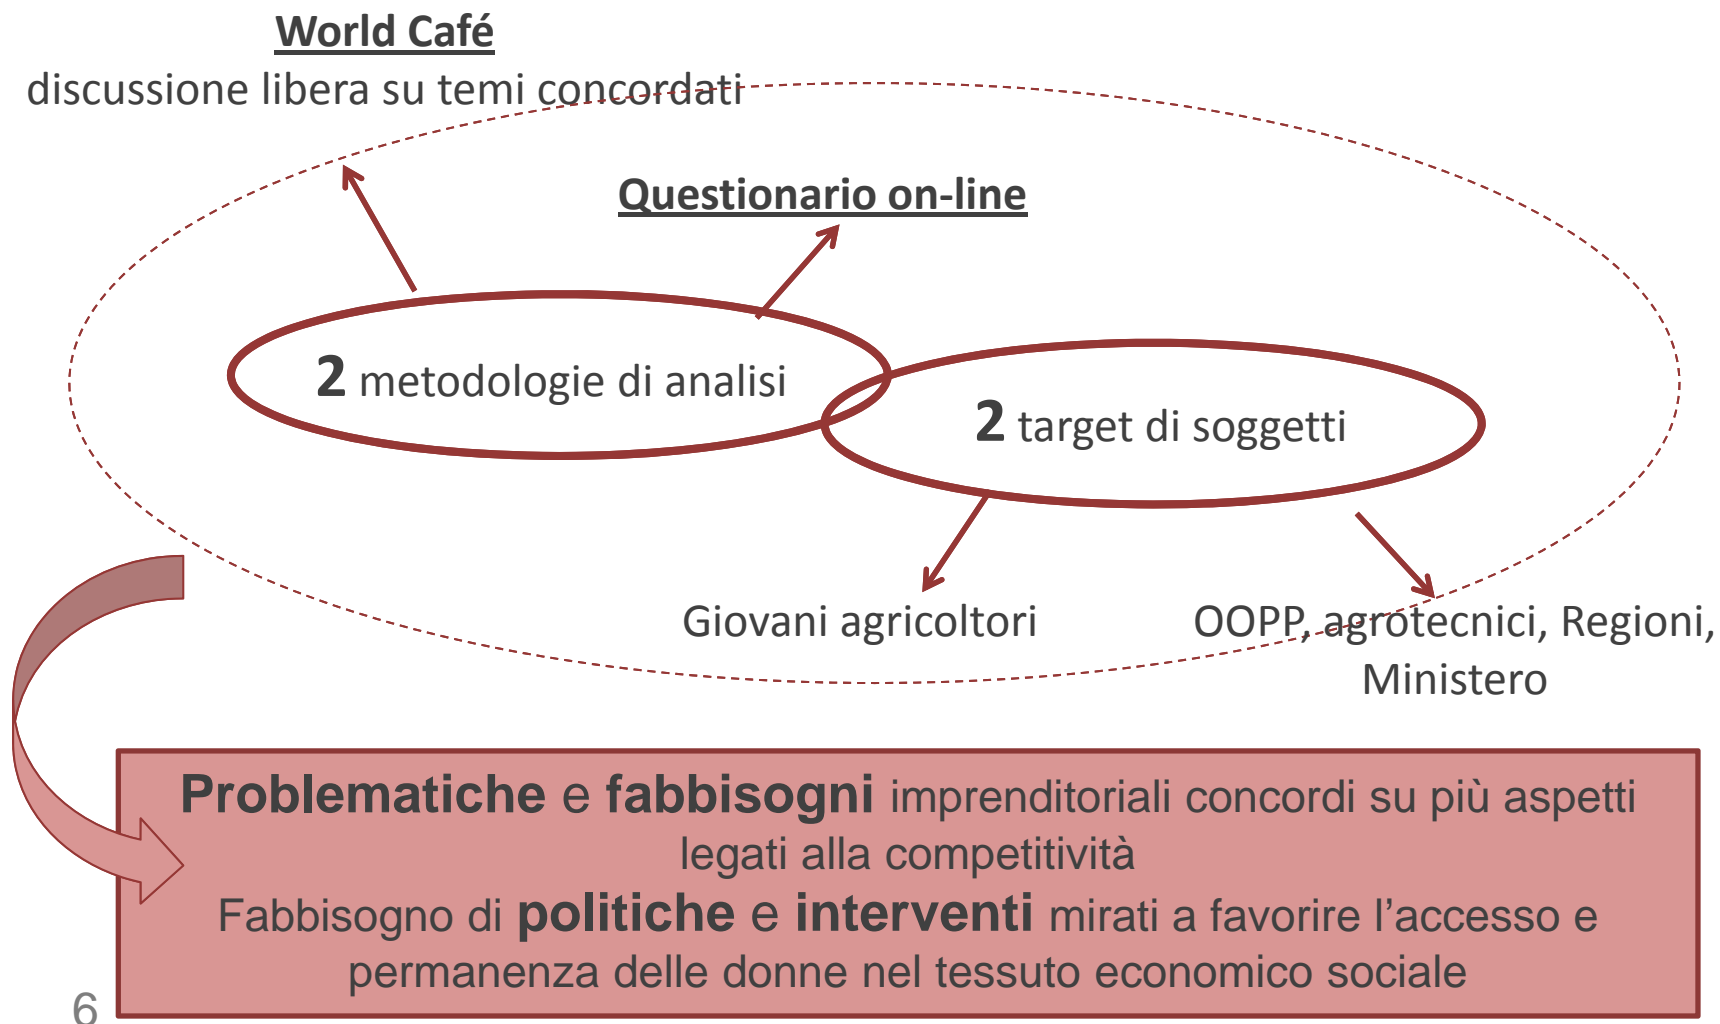 World Café
discussione libera su temi concordati
Questionario on-line
2 metodologie di analisi
2 target di soggetti
Giovani agricoltori
OOPP, agrotecnici, Regioni,
Ministero
Problematiche e fabbisogni imprenditoriali concordi su più aspetti
legati alla competitività
Fabbisogno di politiche e interventi mirati a favorire l’accesso e
permanenza delle donne nel tessuto economico sociale
6